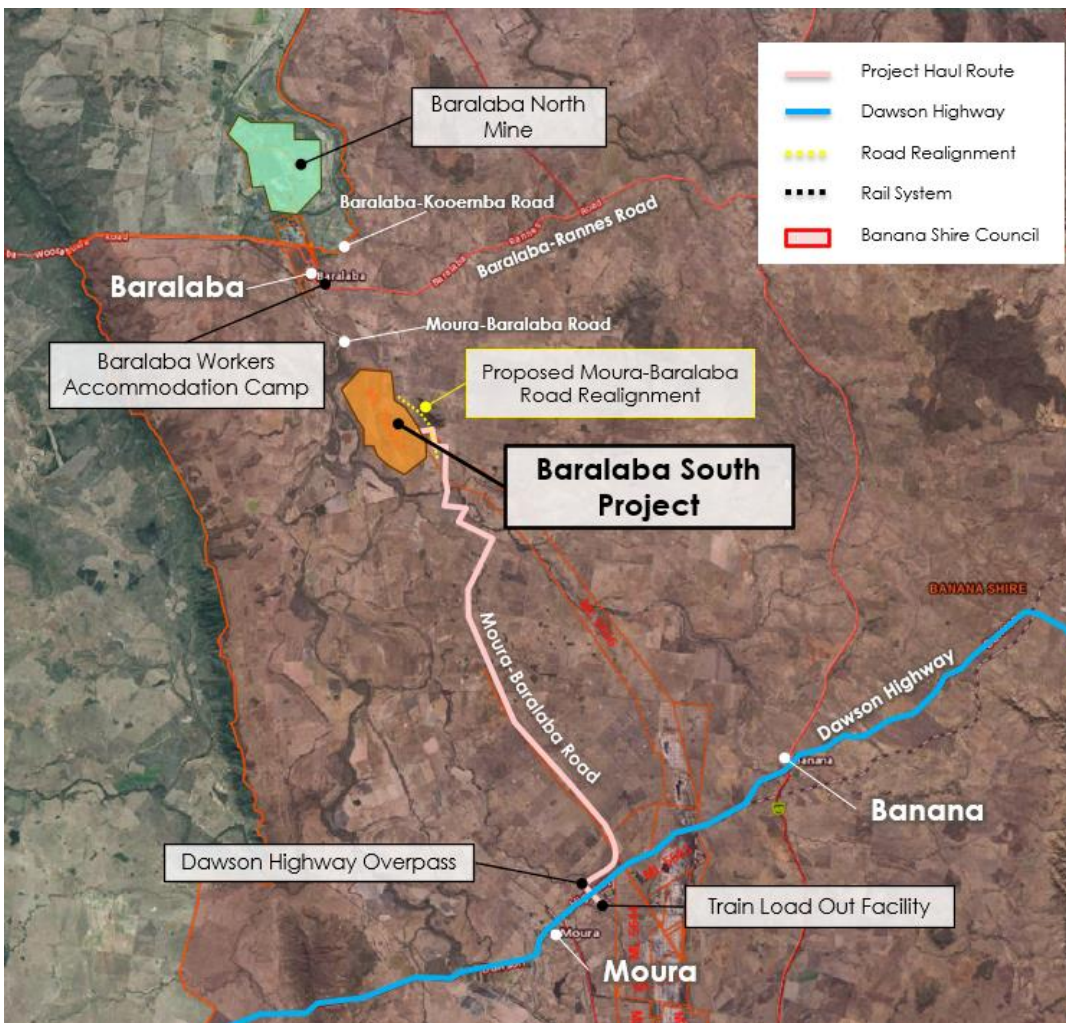 Project Haul Route
Dawson Highway
Road Realignment
Rail System
Banana Shire Council
Baralaba North
Mine
Baralaba-Kooemba Road
Baralaba-Rannes Road
Road
Baralaba
Baralaba
Moura-Baralaba Road
Baralaba Workers
Accommodation Camp
Proposed Moura-Baralaba
Road Realignment
Baralaba South
Project
BANANA SHIRE
Moura-Baralaba Road
Dawson Highway
Banana
Dawson Highway Overpass
Train Load Out Facility
Moura
Moura